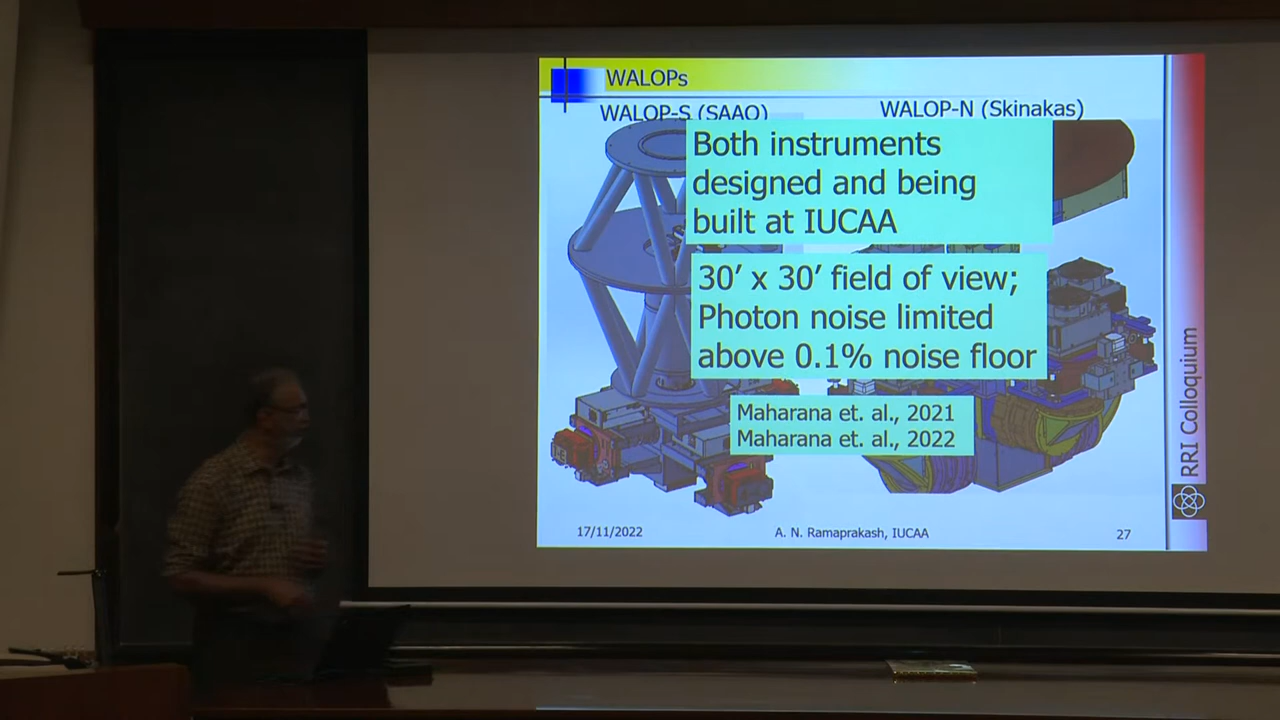 WALOPs
WALOP-S (SAAO)
WALOP-N (Skinakas)
Both instruments
designed and being
built at IUCAA
30’ x 30’ field of view;
Photon noise limited
above 0.1% noise floor
Maharana et. al., 2021
Maharana et. al., 2022
RRI Colloquium
17/11/2022
A. N. Ramaprakash, IUCAA
27